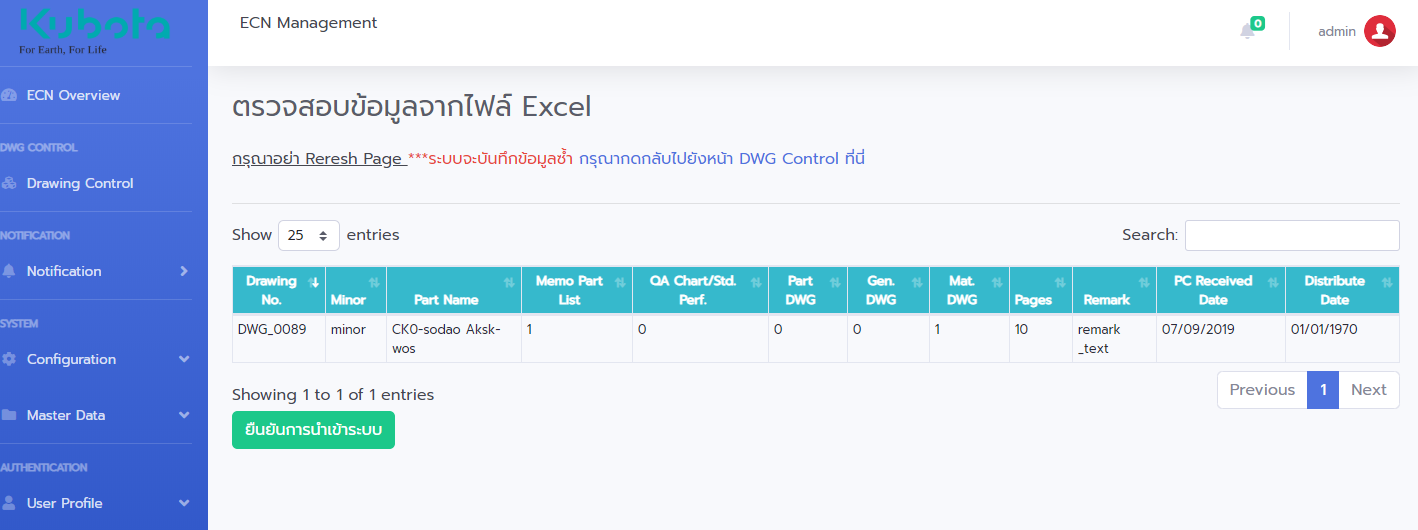 Kubota
For Earth, For Life
ECN Management
0
admin
ECN Overview
DWG CONTROL
Drawing Control
NOTIFICATION
Notification
SYSTEM
Configuration
Master Data
AUTHENTICATION
User Profile
ตรวจสอบข้อมูลจากไฟล์ Excel
กรุณาอย่า Reresh Page ***ระบบจะบันทึกข้อมูลซ้ำ กรุณากดกลับไปยังหน้า DWG Control ที่นี่
Show 25 entries
Search:
Drawing No. Minor Part Name Memo Part List QA Chart/Std. Perf. Part DWG Gen. DWG Mat. DWG Pages Remark PC Received Date Distribute Date
DWG_0089 minor CK0-sodao Aksk-wos 1 0 0 0 1 10 remark_text 07/09/2019 01/01/1970
Showing 1 to 1 of 1 entries
Previous 1 Next
ยืนยันการนำเข้าระบบ